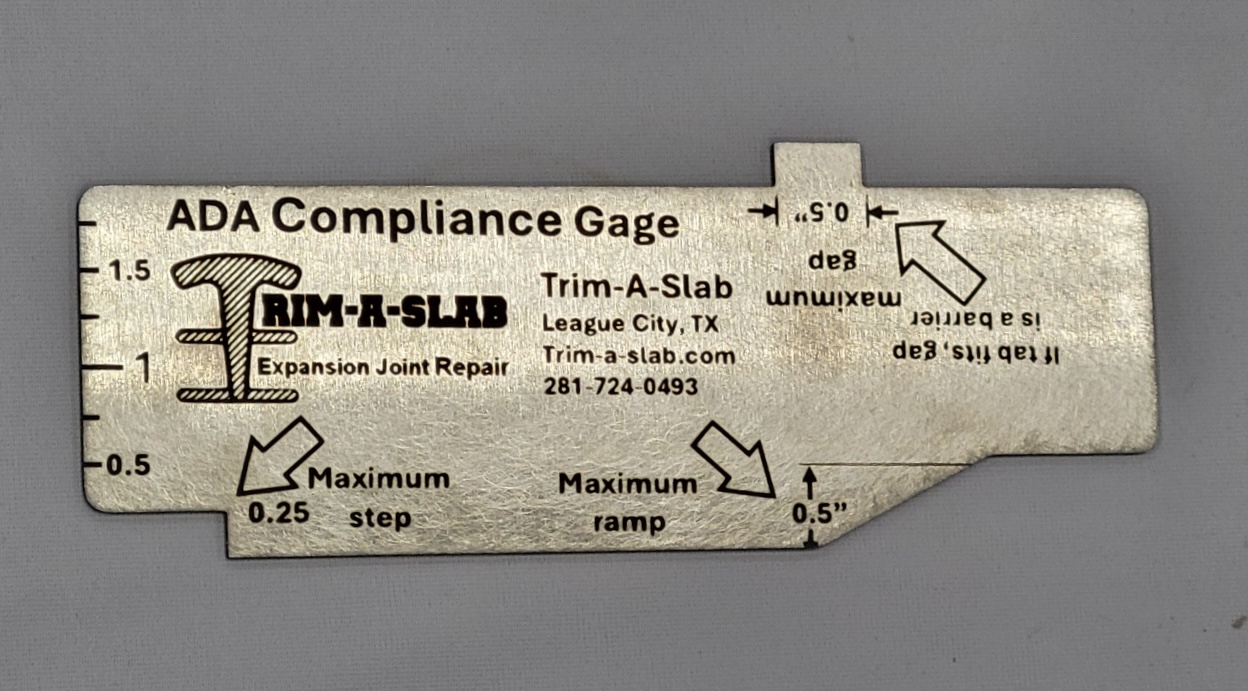 ADA Compliance Gage
1.5
1
0.5
TRIM-A-SLAB
Expansion Joint Repair
Trim-A-Slab
League City, TX
Trim-a-slab.com
281-724-0493
Maximum
step
0.25
Maximum
ramp
0.5"
If tab fits, gap
is a barrier
maximum
gap
0.5"